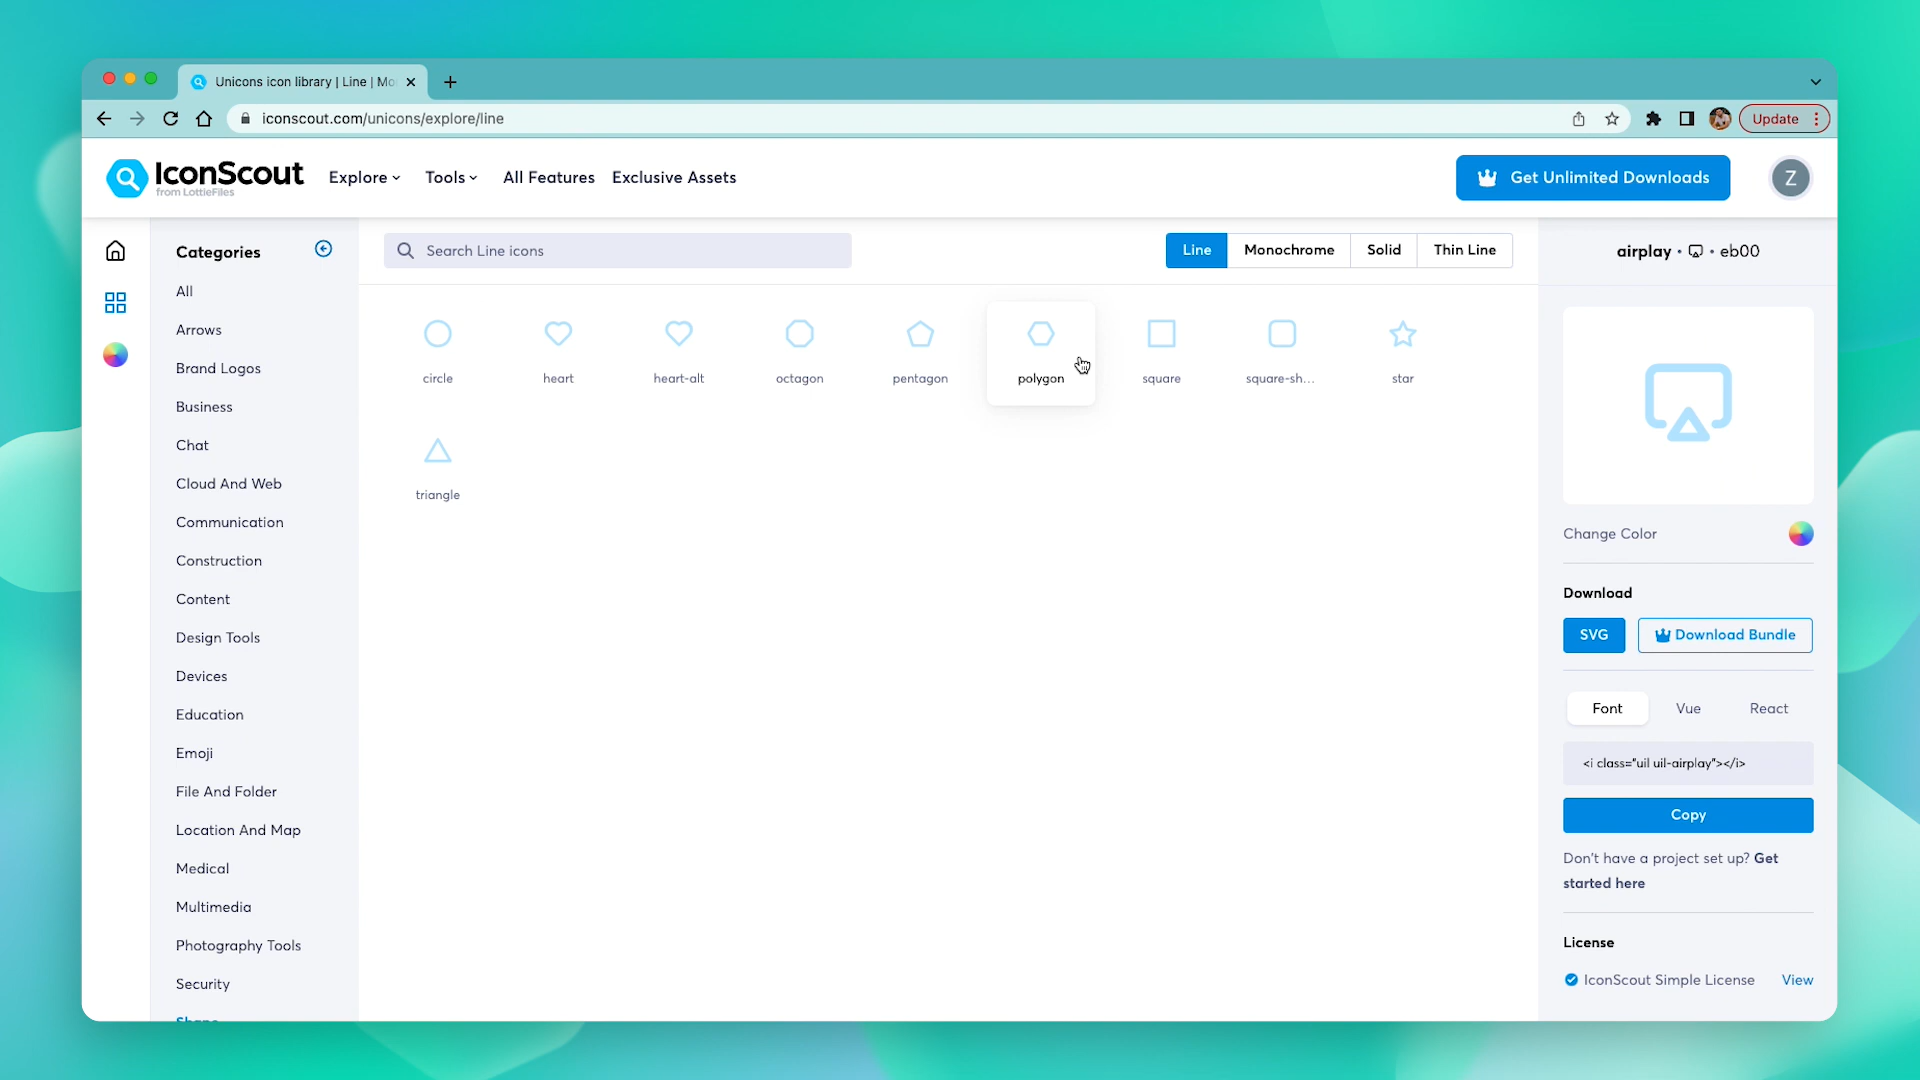 Unicons icon library | Line | Mo
iconscout.com/unicons/explore/line
Update
IconScout
from LottieFiles
Explore
Tools
All Features
Exclusive Assets
Get Unlimited Downloads
Z
Categories
All
Arrows
Brand Logos
Business
Chat
Cloud And Web
Communication
Construction
Content
Design Tools
Devices
Education
Emoji
File And Folder
Location And Map
Medical
Multimedia
Photography Tools
Security
Shape
Search Line icons
Line
Monochrome
Solid
Thin Line
circle
heart
heart-alt
octagon
pentagon
polygon
square
square-sh...
star
triangle
airplay • • eb00
Change Color
Download
SVG
Download Bundle
Font
Vue
React
<i class="uil uil-airplay"></i>
Copy
Don't have a project set up? Get
started here
License
IconScout Simple License
View